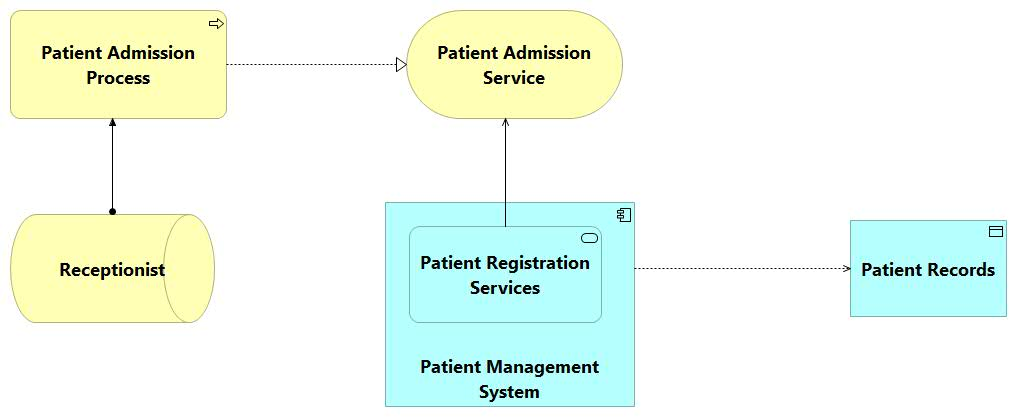 Patient Admission
Process
Patient Admission
Service
Receptionist
Patient Registration
Services
Patient Management
System
Patient Records